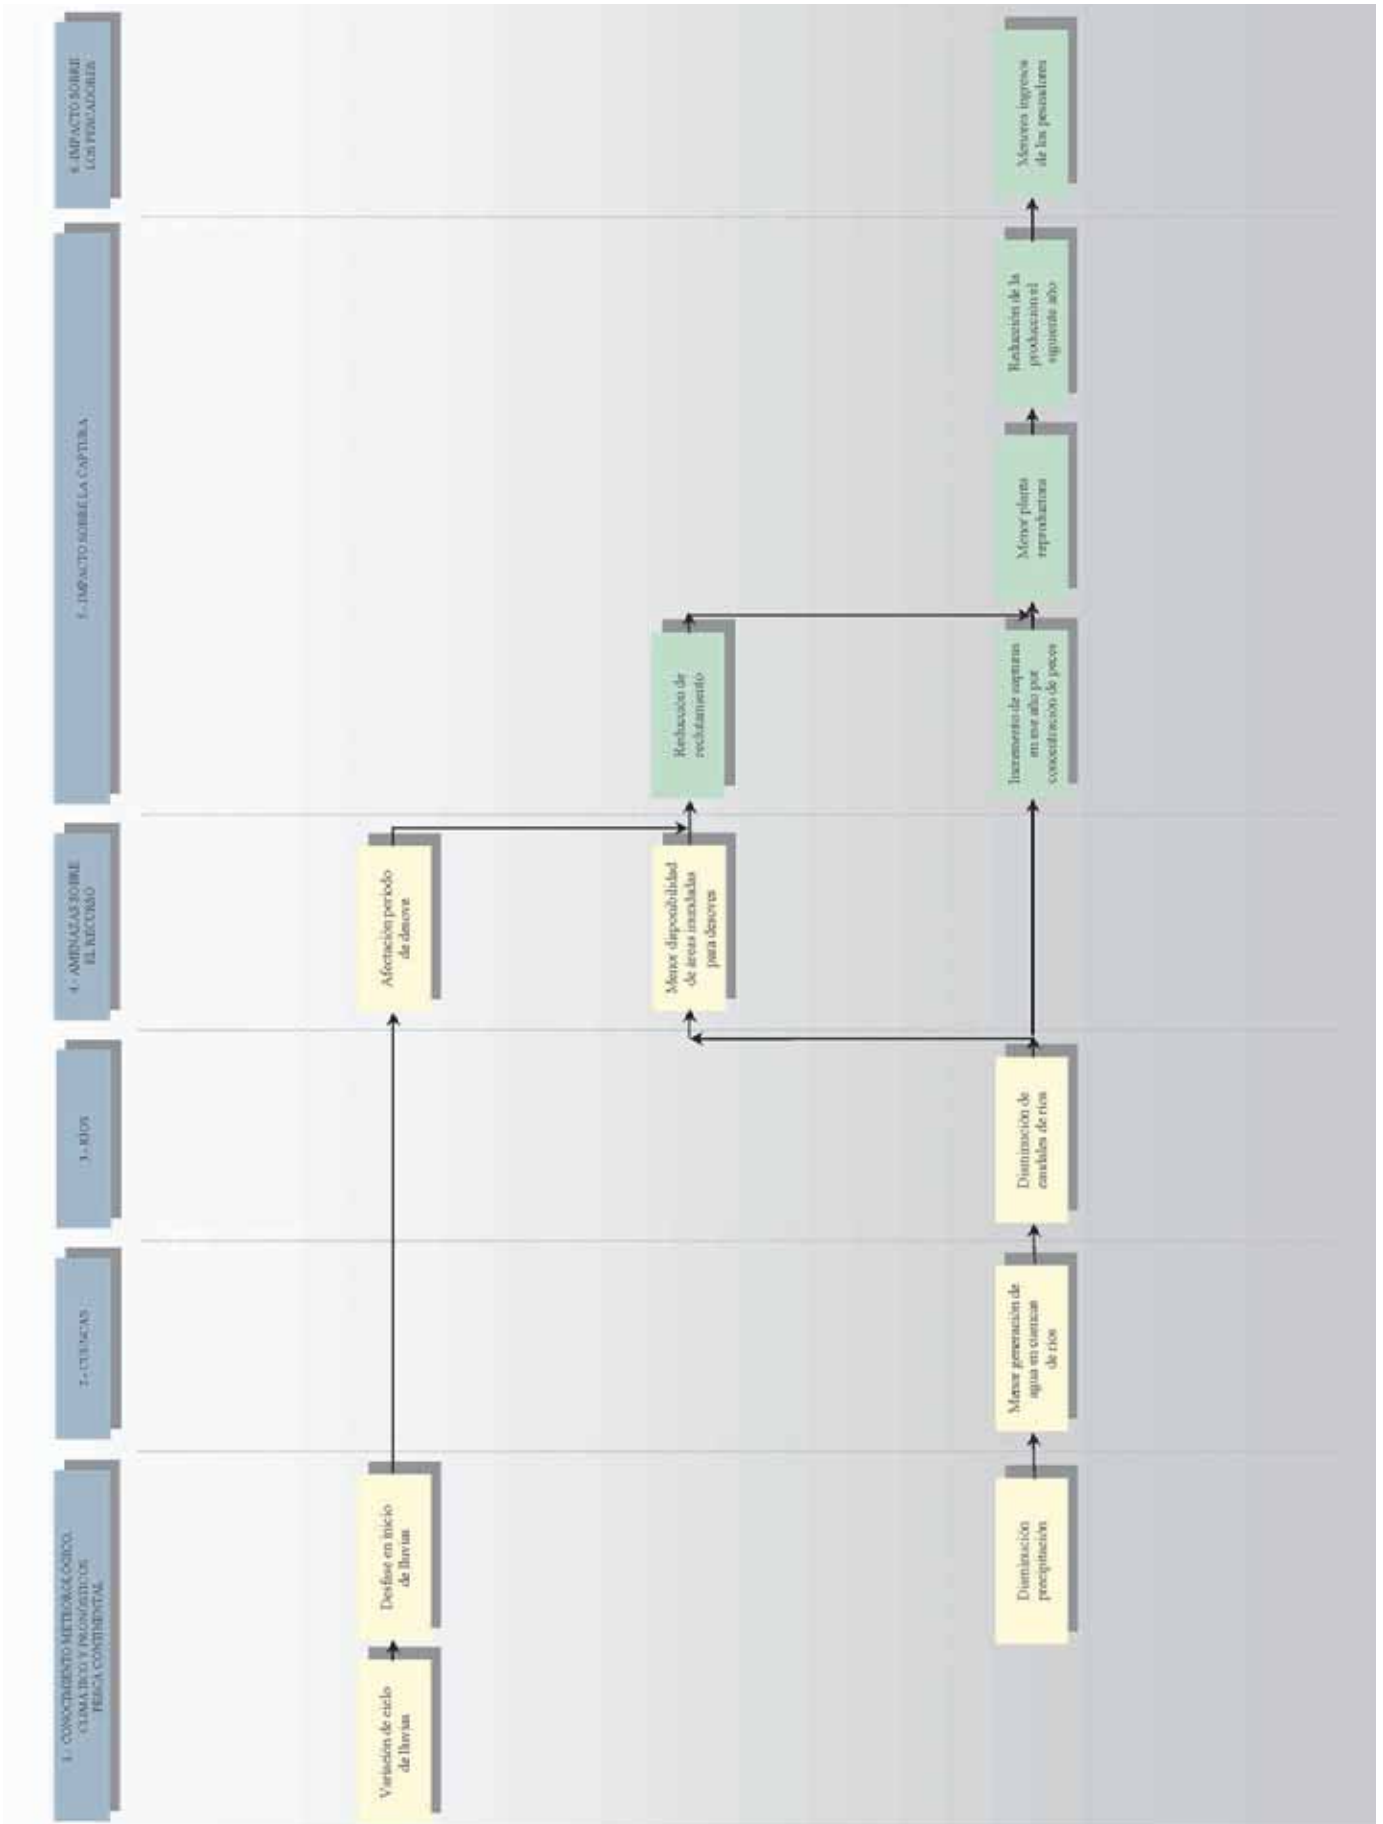 1.- CONOCIMIENTO METEOROLÓGICO,
CLIMÁTICO Y PRONÓSTICOS
PESCA CONTINENTAL
2.- CUENCAS
3.- RÍOS
4.- AMENAZAS SOBRE
EL RECURSO
5.- IMPACTO SOBRE LA CAPTURA
6.-IMPACTO SOBRE
LOS PESCADORES
Variación de ciclo
de lluvias
Desfase en inicio
de lluvias
Afectación período
de desove
Menor disponibilidad
de áreas inundadas
para desoves
Reducción de
reclutamiento
Disminución
precipitación
Menor generación de
agua en cuencas
de ríos
Disminución de
caudales de ríos
Incremento de capturas
en ese año por
concentración de peces
Menor planta
reproductora
Reducción de la
producción el
siguiente año
Menores ingresos
de los pescadores